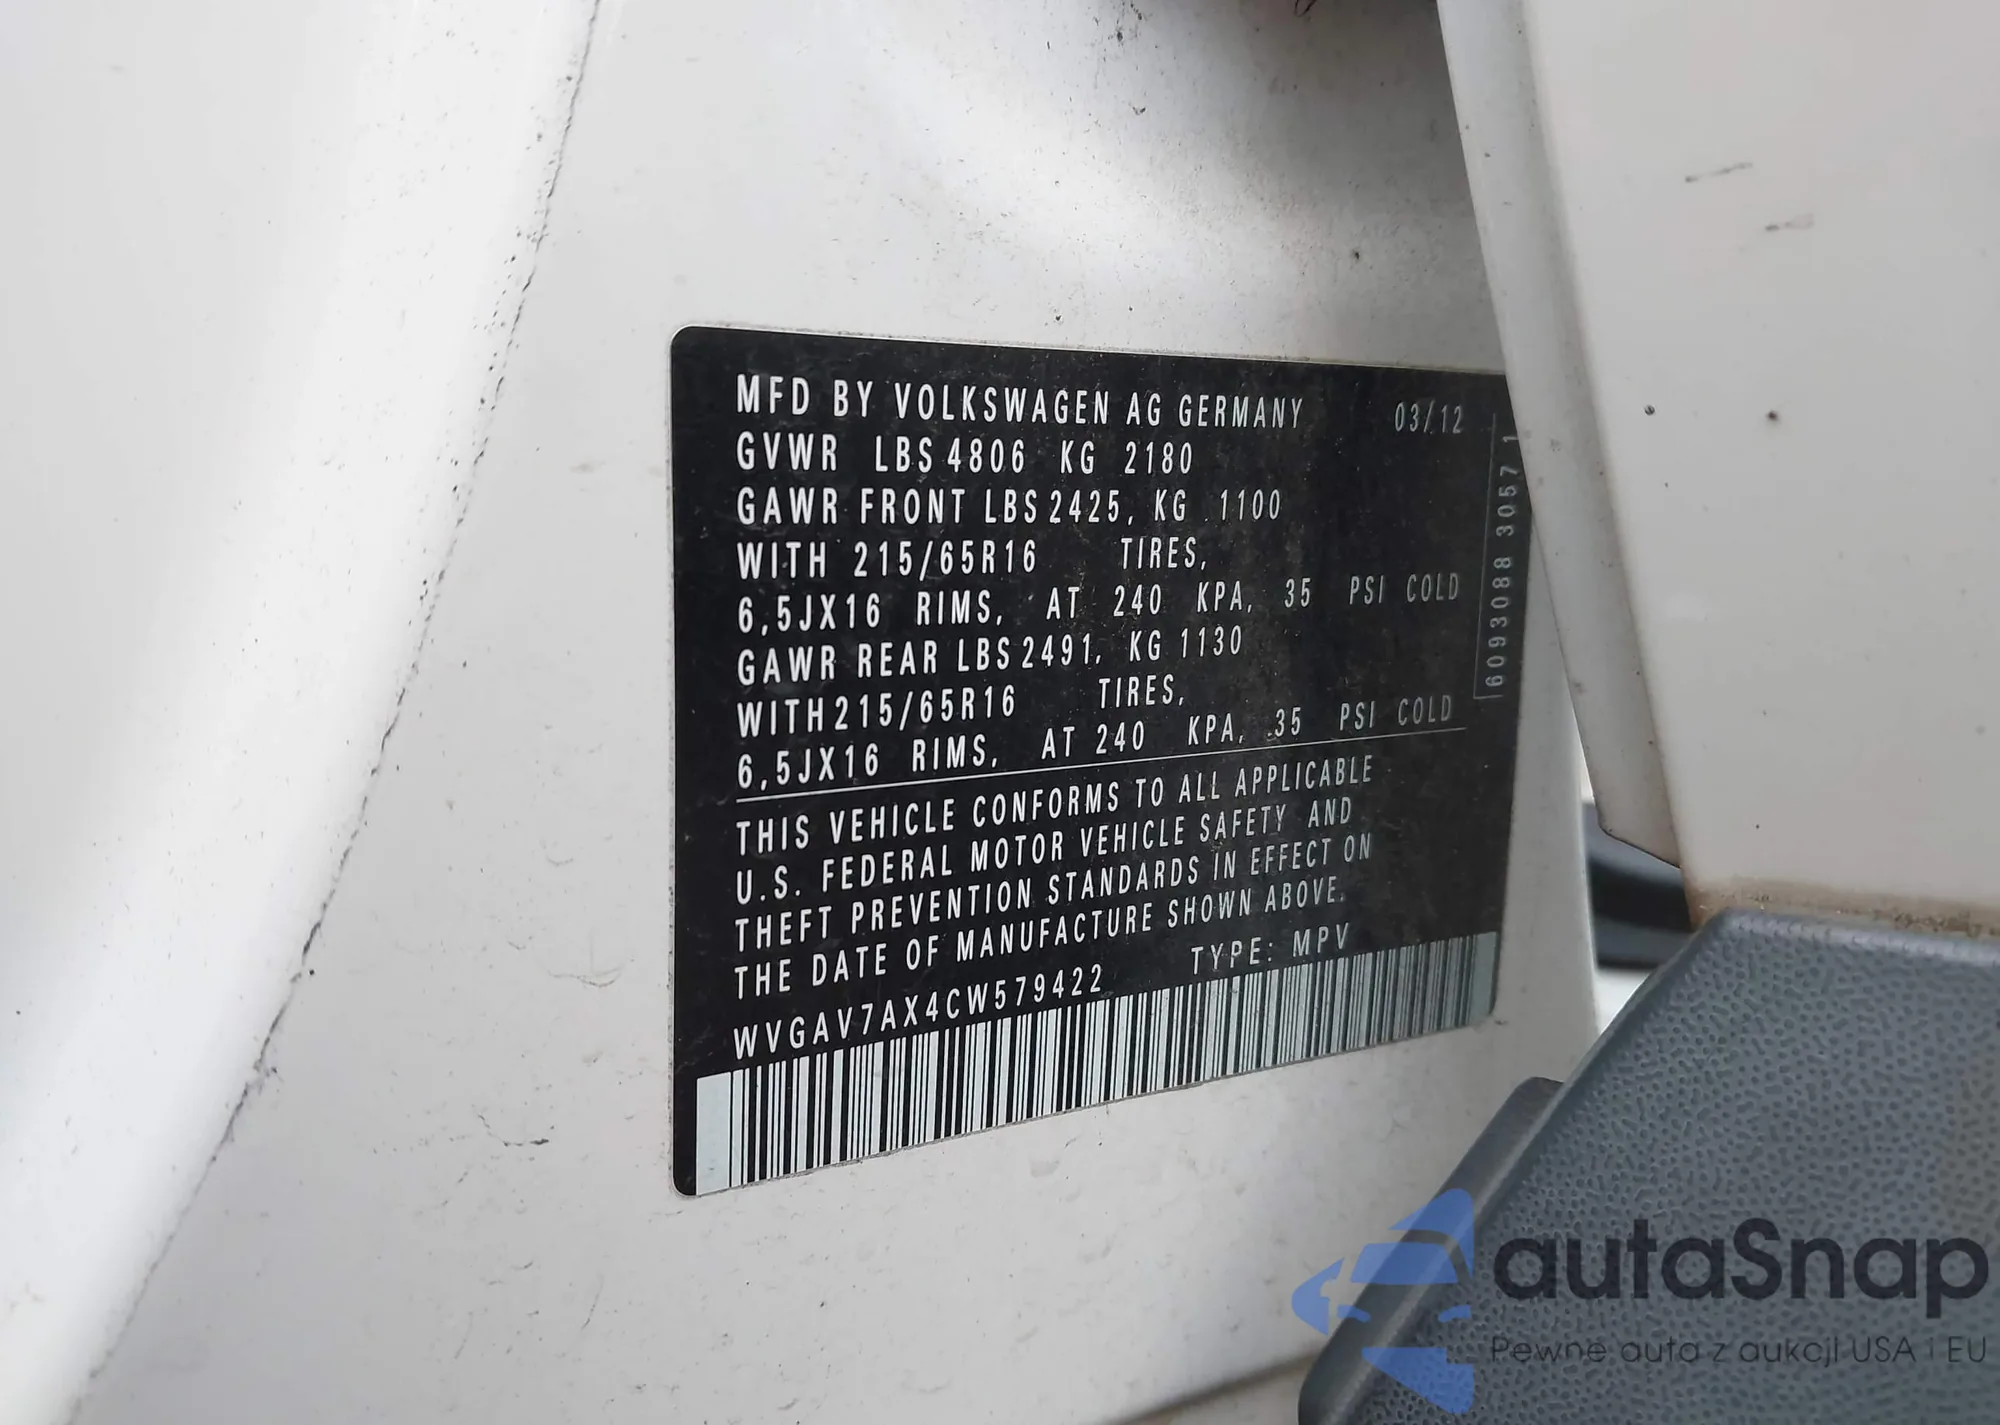 MFD BY VOLKSWAGEN AG GERMANY 03/12
GVWR LBS 4806 KG 2180
GAWR FRONT LBS 2425, KG 1100
WITH 215/65R16 TIRES,
6,5JX16 RIMS, AT 240 KPA, 35 PSI COLD
GAWR REAR LBS 2491, KG 1130
WITH 215/65R16 TIRES,
6,5JX16 RIMS, AT 240 KPA, 35 PSI COLD
THIS VEHICLE CONFORMS TO ALL APPLICABLE
U.S. FEDERAL MOTOR VEHICLE SAFETY AND
THEFT PREVENTION STANDARDS IN EFFECT ON
THE DATE OF MANUFACTURE SHOWN ABOVE.
WVGAV7AX4CW579422 TYPE: MPV
6093088 3057 1
autaSnap
Pewne auta z aukcji USA i EU